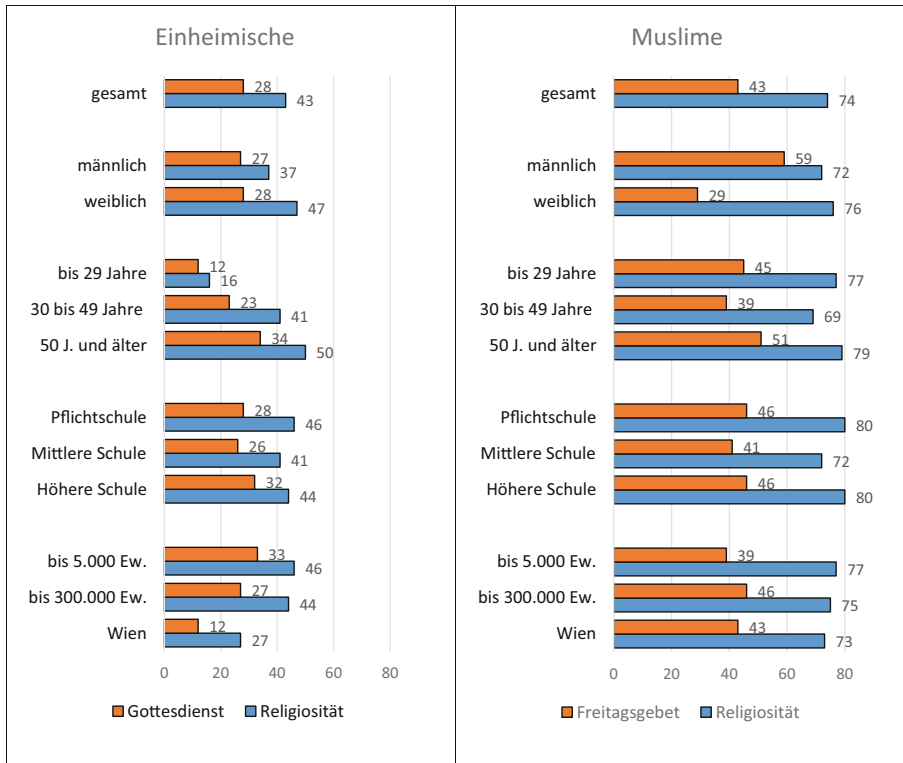 Einheimische
gesamt
28
43
männlich
27
37
weiblich
28
47
bis 29 Jahre
12
16
30 bis 49 Jahre
23
41
50 J. und älter
34
50
Pflichtschule
28
46
Mittlere Schule
26
41
Höhere Schule
32
44
bis 5.000 Ew.
33
46
bis 300.000 Ew.
27
44
Wien
12
27
0 20 40 60 80
Gottesdienst Religiosität
Muslime
gesamt
43
74
männlich
59
72
weiblich
29
76
bis 29 Jahre
45
77
30 bis 49 Jahre
39
69
50 J. und älter
51
79
Pflichtschule
46
80
Mittlere Schule
41
72
Höhere Schule
46
80
bis 5.000 Ew.
39
77
bis 300.000 Ew.
46
75
Wien
43
73
0 20 40 60 80
Freitagsgebet Religiosität